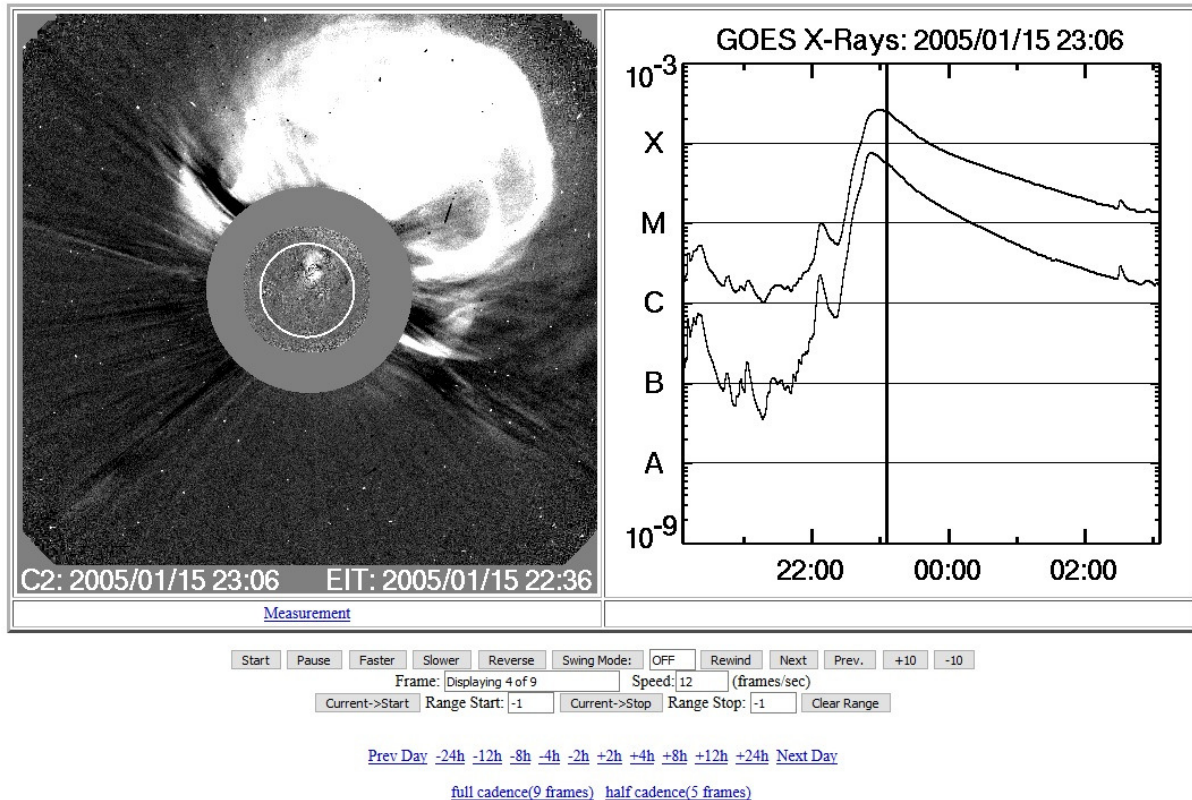 C2: 2005/01/15 23:06 EIT: 2005/01/15 22:36
Measurement
GOES X-Rays: 2005/01/15 23:06
10-3
X
M
C
B
A
10-9
22:00 00:00 02:00
Start Pause Faster Slower Reverse Swing Mode: OFF Rewind Next Prev. +10 -10
Frame: Displaying 4 of 9 Speed: 12 (frames/sec)
Current->Start Range Start: -1 Current->Stop Range Stop: -1 Clear Range
Prev Day -24h -12h -8h -4h -2h +2h +4h +8h +12h +24h Next Day
full cadence(9 frames) half cadence(5 frames)